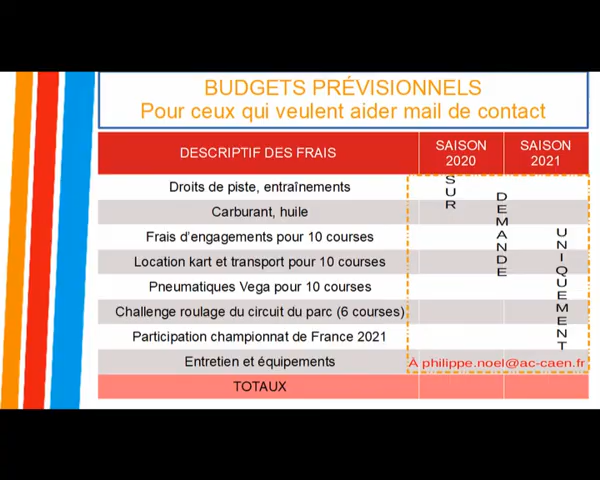 BUDGETS PRÉVISIONNELS
Pour ceux qui veulent aider mail de contact
DESCRIPTIF DES FRAIS
SAISON 2020
SAISON 2021
Droits de piste, entraînements
Carburant, huile
Frais d'engagements pour 10 courses
Location kart et transport pour 10 courses
Pneumatiques Vega pour 10 courses
Challenge roulage du circuit du parc (6 courses)
Participation championnat de France 2021
Entretien et équipements
TOTAUX
SUR
DEMANDE
UNIQUEMENT
À philippe.noel@ac-caen.fr